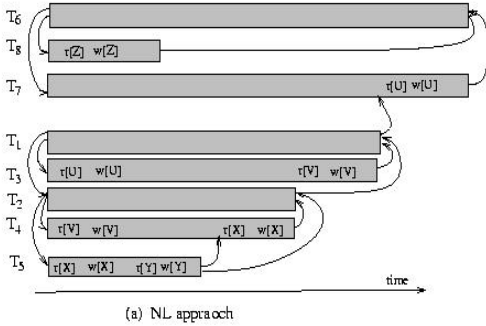 T6
T8 r[Z] w[Z]
T7 r[U] w[U]
T1
T3 r[U] w[U] r[V] w[V]
T2
T4 r[V] w[V] r[X] w[X]
T5 r[X] w[X] r[Y] w[Y]
time
(a) NL appraoch